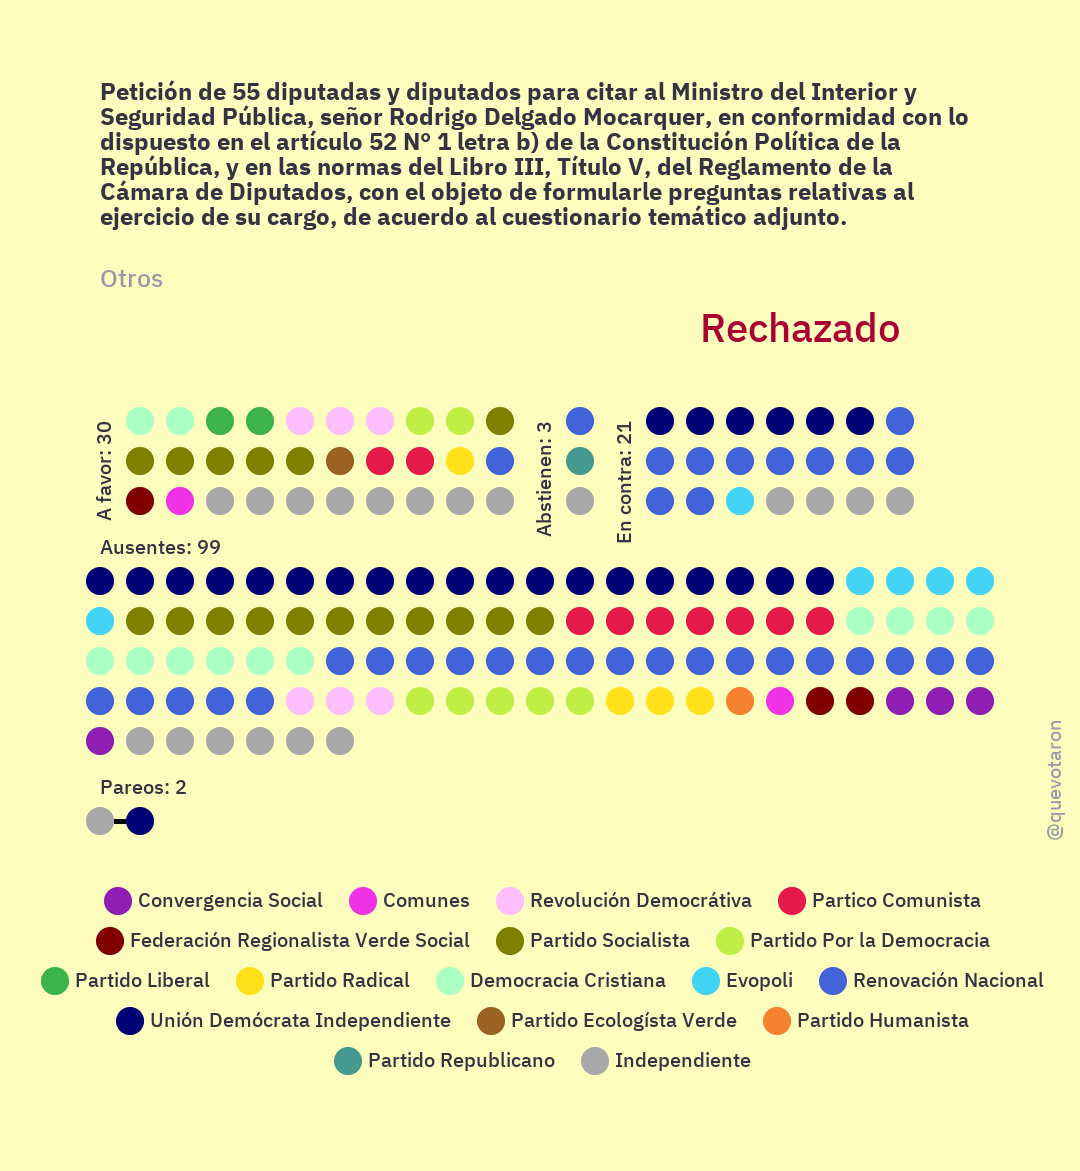 Petición de 55 diputadas y diputados para citar al Ministro del Interior y
Seguridad Pública, señor Rodrigo Delgado Mocarquer, en conformidad con lo
dispuesto en el artículo 52 N° 1 letra b) de la Constitución Política de la
República, y en las normas del Libro III, Título V, del Reglamento de la
Cámara de Diputados, con el objeto de formularle preguntas relativas al
ejercicio de su cargo, de acuerdo al cuestionario temático adjunto.
Otros
Rechazado
A favor: 30
Abstienen: 3
En contra: 21
Ausentes: 99
Pareos: 2
@quevotaron
Convergencia Social Comunes Revolución Democrátiva Partico Comunista
Federación Regionalista Verde Social Partido Socialista Partido Por la Democracia
Partido Liberal Partido Radical Democracia Cristiana Evopoli Renovación Nacional
Unión Demócrata Independiente Partido Ecologísta Verde Partido Humanista
Partido Republicano Independiente